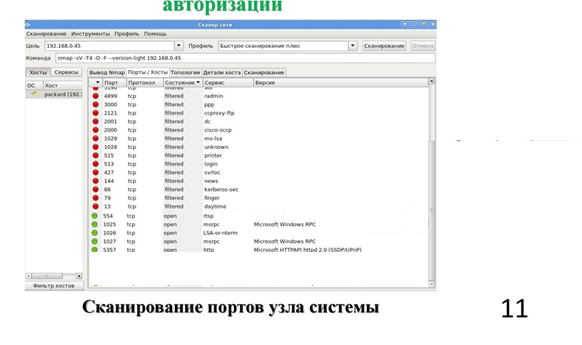 авторизации
Сканер сети
Сканирование Инструменты Профиль Помощь
Цель 192.168.0.45 Профиль Быстрое сканирование плюс Сканирование Отмена
Команда nmap -sV -T4 -O -F --version-light 192.168.0.45
Хосты Сервисы Вывод Nmap Порты / Хосты Топология Детали хоста Сканирование
ОС Хост Порт Протокол Состояние Сервис Версия
packard (192.
4899 tcp filtered radmin
3000 tcp filtered ppp
2121 tcp filtered ccproxy-ftp
2001 tcp filtered dc
2000 tcp filtered cisco-sccp
1029 tcp filtered ms-lsa
1028 tcp filtered unknown
515 tcp filtered printer
513 tcp filtered login
427 tcp filtered svrloc
144 tcp filtered news
88 tcp filtered kerberos-sec
79 tcp filtered finger
13 tcp filtered daytime
554 tcp open rtsp
1025 tcp open msrpc Microsoft Windows RPC
1026 tcp open LSA-or-nterm
1027 tcp open msrpc Microsoft Windows RPC
5357 tcp open http Microsoft HTTPAPI httpd 2.0 (SSDP/UPnP)
Фильтр хостов
Сканирование портов узла системы
11